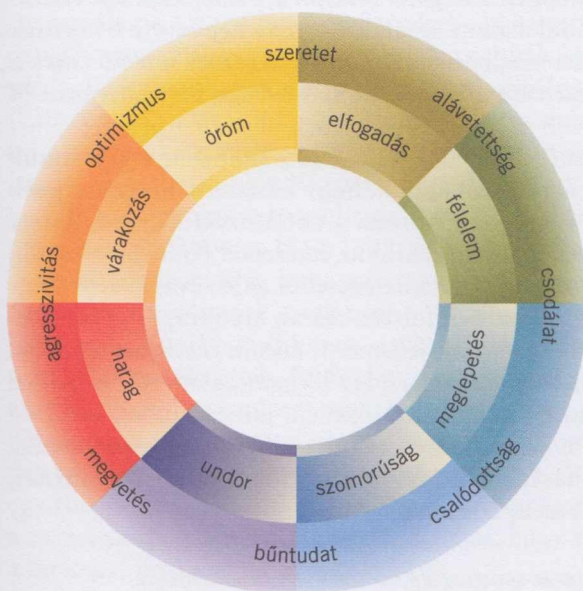 szeretet
alávetettség
csodálat
csalódottság
bűntudat
megvetés
agresszivitás
optimizmus
öröm
elfogadás
félelem
meglepetés
szomorúság
undor
harag
várakozás